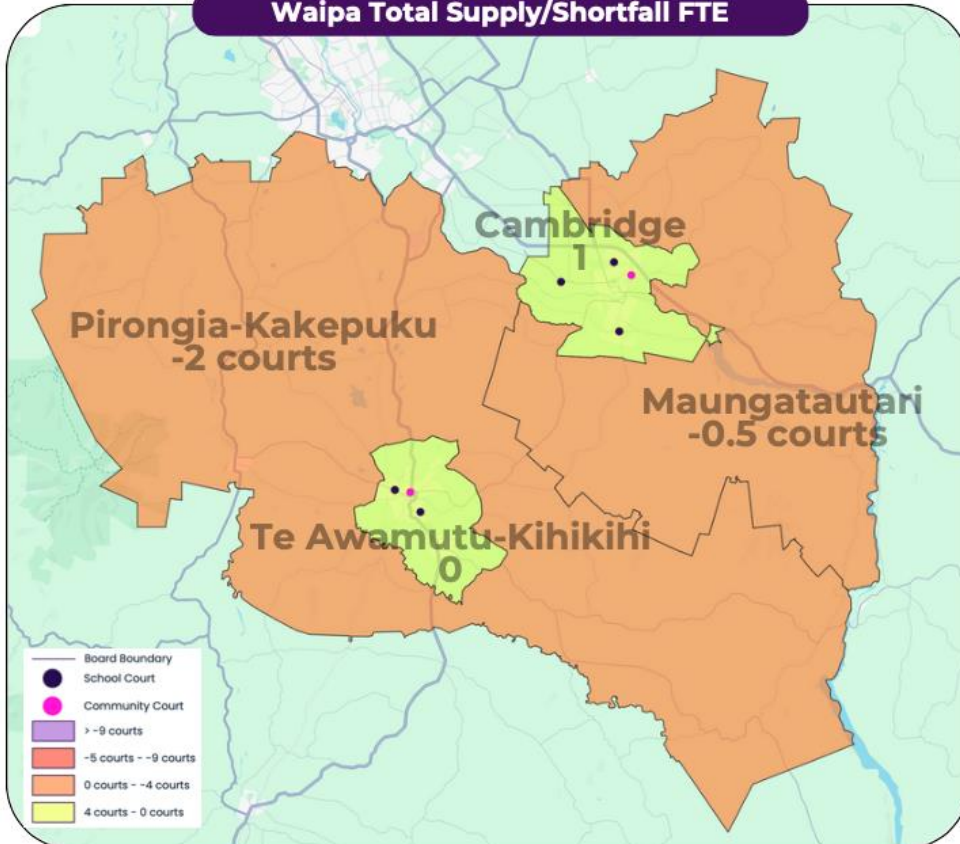 Waipa Total Supply/Shortfall FTE
Cambridge
1
Pirongia-Kakepuku
-2 courts
Maungatautari
-0.5 courts
Te Awamutu-Kihikihi
0
Board Boundary
School Court
Community Court
> -9 courts
-5 courts - -9 courts
0 courts - -4 courts
4 courts - 0 courts